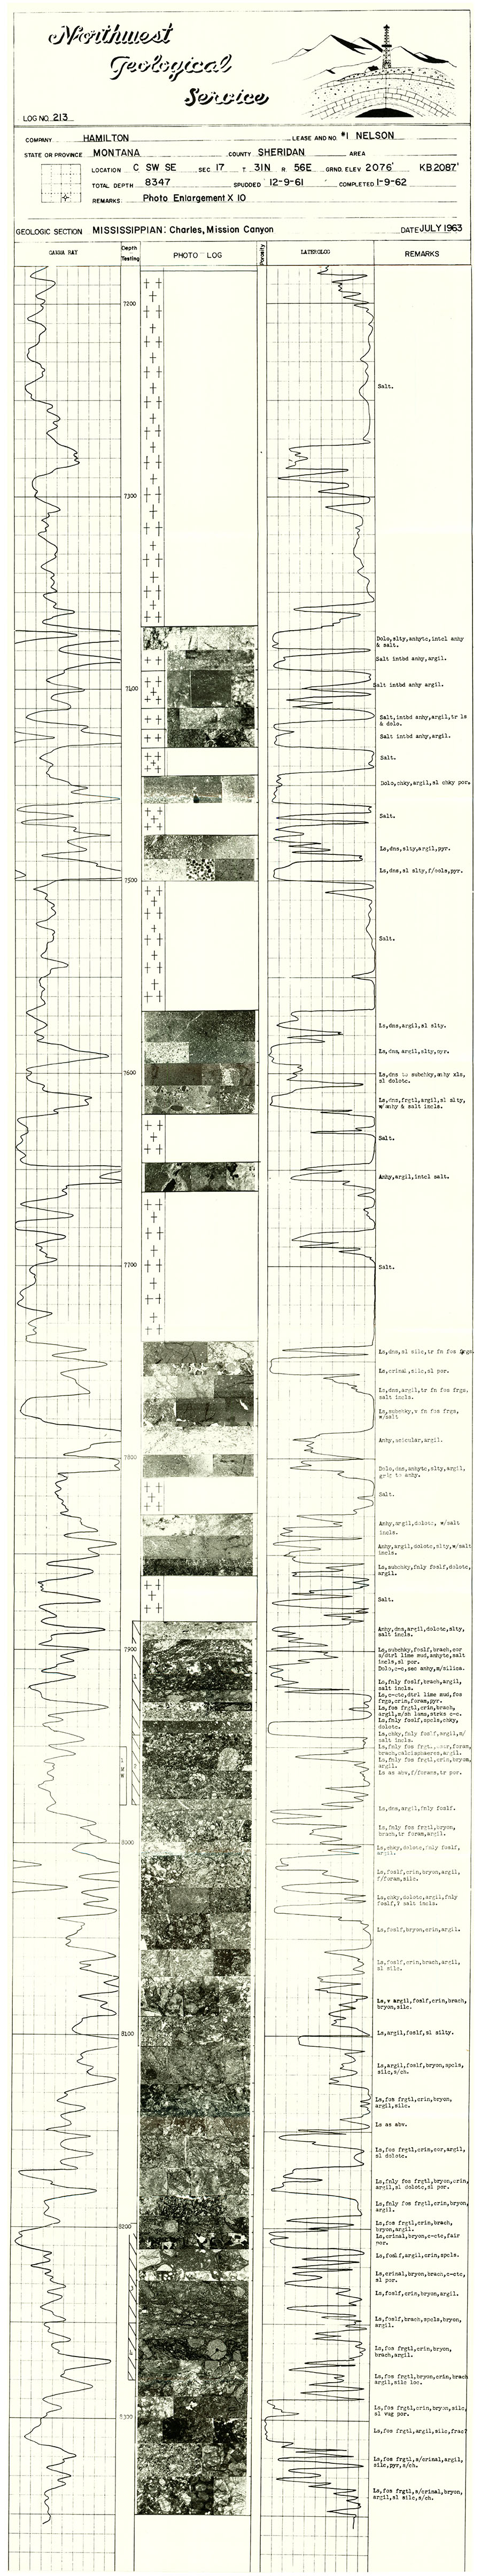 Northwest
Geological
Service
LOG NO. 213
COMPANY HAMILTON LEASE AND NO. #1 NELSON
STATE OR PROVINCE MONTANA COUNTY SHERIDAN AREA
LOCATION C SW SE SEC 17 T 31N R 56E GRND. ELEV 2076' KB 2087'
TOTAL DEPTH 8347 SPUDDED 12-9-61 COMPLETED 1-9-62
REMARKS: Photo Enlargement X 10
GEOLOGIC SECTION MISSISSIPPIAN: Charles, Mission Canyon DATE JULY 1963
GAMMA RAY
Depth
Testing
PHOTO LOG
Porosity
LATEROLOG
REMARKS
7200
Salt.
7300
Dolo,slty,anhytc,intcl anhy
& salt.
Salt intbd anhy,argil.
Salt intbd anhy argil.
7400
Salt,intbd anhy,argil,tr ls
& dolo.
Salt intbd anhy,argil.
Salt.
Dolo,chky,argil,sl chky por.
Salt.
Ls,dns,slty,argil,pyr.
Ls,dns,sl slty,f/ools,pyr.
7500
Salt.
Ls,dns,argil,sl slty.
Ls,dns,argil,slty,pyr.
7600
Ls,dns to subchky,anhy xls,
sl dolotc.
Ls,dns,frgtl,argil,sl slty,
w/anhy & salt incls.
Salt.
Anhy,argil,intcl salt.
7700
Salt.
Ls,dns,sl silc,tr fn fos frgs.
Ls,crinal,silc,sl por.
Ls,dns,argil,tr fn fos frgs,
salt incls.
Ls,subchky,v fn fos frgs,
w/salt
Anhy,acicular,argil.
7800
Dolo,dns,anhytc,slty,argil,
grdg to anhy.
Salt.
Anhy,argil,dolotc, w/salt
incls.
Anhy,argil,dolotc,slty,w/salt
incls.
Ls,subchky,fnly foslf,dolotc,
argil.
Salt.
Anhy,dns,argil,dolotc,slty,
salt incls.
7900
Ls,subchky,foslf,brach,cor
s/dtrl lime mud,anhytc,salt
incls,sl por.
Dolo,c-c,sec anhy,m/silica.
Ls,fnly foslf,brach,argil,
salt incls.
Ls,c-ctc,dtrl lime mud,fos
frgs,crin,foram,pyr.
Ls,fos frgtl,crin,brach,
argil,m/sh lams,strks c-c.
Ls,fnly foslf,spcls,chky,
dolotc.
Ls,chky,fnly foslf,argil,m/
salt incls.
Ls,fnly fos frgt.,cor,foram,
brach,calcisphaeres,argil.
Ls,fnly fos frgtl,crin,bryon,
argil.
Ls as abv,f/forams,tr por.
Ls,dns,argil,fnly foslf.
Ls,fnly fos frgtl,bryon,
brach,tr foram,argil.
8000
Ls,chky,dolotc,fnly foslf,
argil.
Ls,foslf,crin,bryon,argil,
f/foram,silc.
Ls,chky,dolotc,argil,fnly
foslf,? salt incls.
Ls,foslf,bryon,crin,argil.
Ls,foslf,crin,brach,argil,
sl silc.
Ls,v argil,foslf,crin,brach,
bryon,silc.
8100
Ls,argil,foslf,sl silty.
Ls,argil,foslf,bryon,spcls,
silc,s/ch.
Ls,fos frgtl,crin,bryon,
argil,silc.
Ls as abv.
Ls,fos frgtl,crin,cor,argil,
sl dolotc.
Ls,fnly fos frgtl,bryon,crin,
argil,sl dolotc,sl por.
Ls,fnly fos frgtl,crin,bryon,
argil.
8200
Ls,fos frgtl,crin,brach,
bryon,argil.
Ls,crinal,bryon,c-ctc,fair
por.
Ls,foslf,argil,crin,spcls.
Ls,crinal,bryon,brach,c-ctc,
sl por.
Ls,foslf,crin,bryon,argil.
Ls,foslf,brach,spcls,bryon,
argil.
Ls,fos frgtl,crin,bryon,
brach,argil.
Ls,fos frgtl,bryon,crin,brach
argil,silc loc.
8300
Ls,fos frgtl,crin,bryon,silc,
sl vug por.
Ls,fos frgtl,argil,silc,frac?
Ls,fos frgtl,s/crinal,argil,
silc,pyr,s/ch.
Ls,fos frgtl,s/crinal,bryon,
argil,sl silc,s/ch.